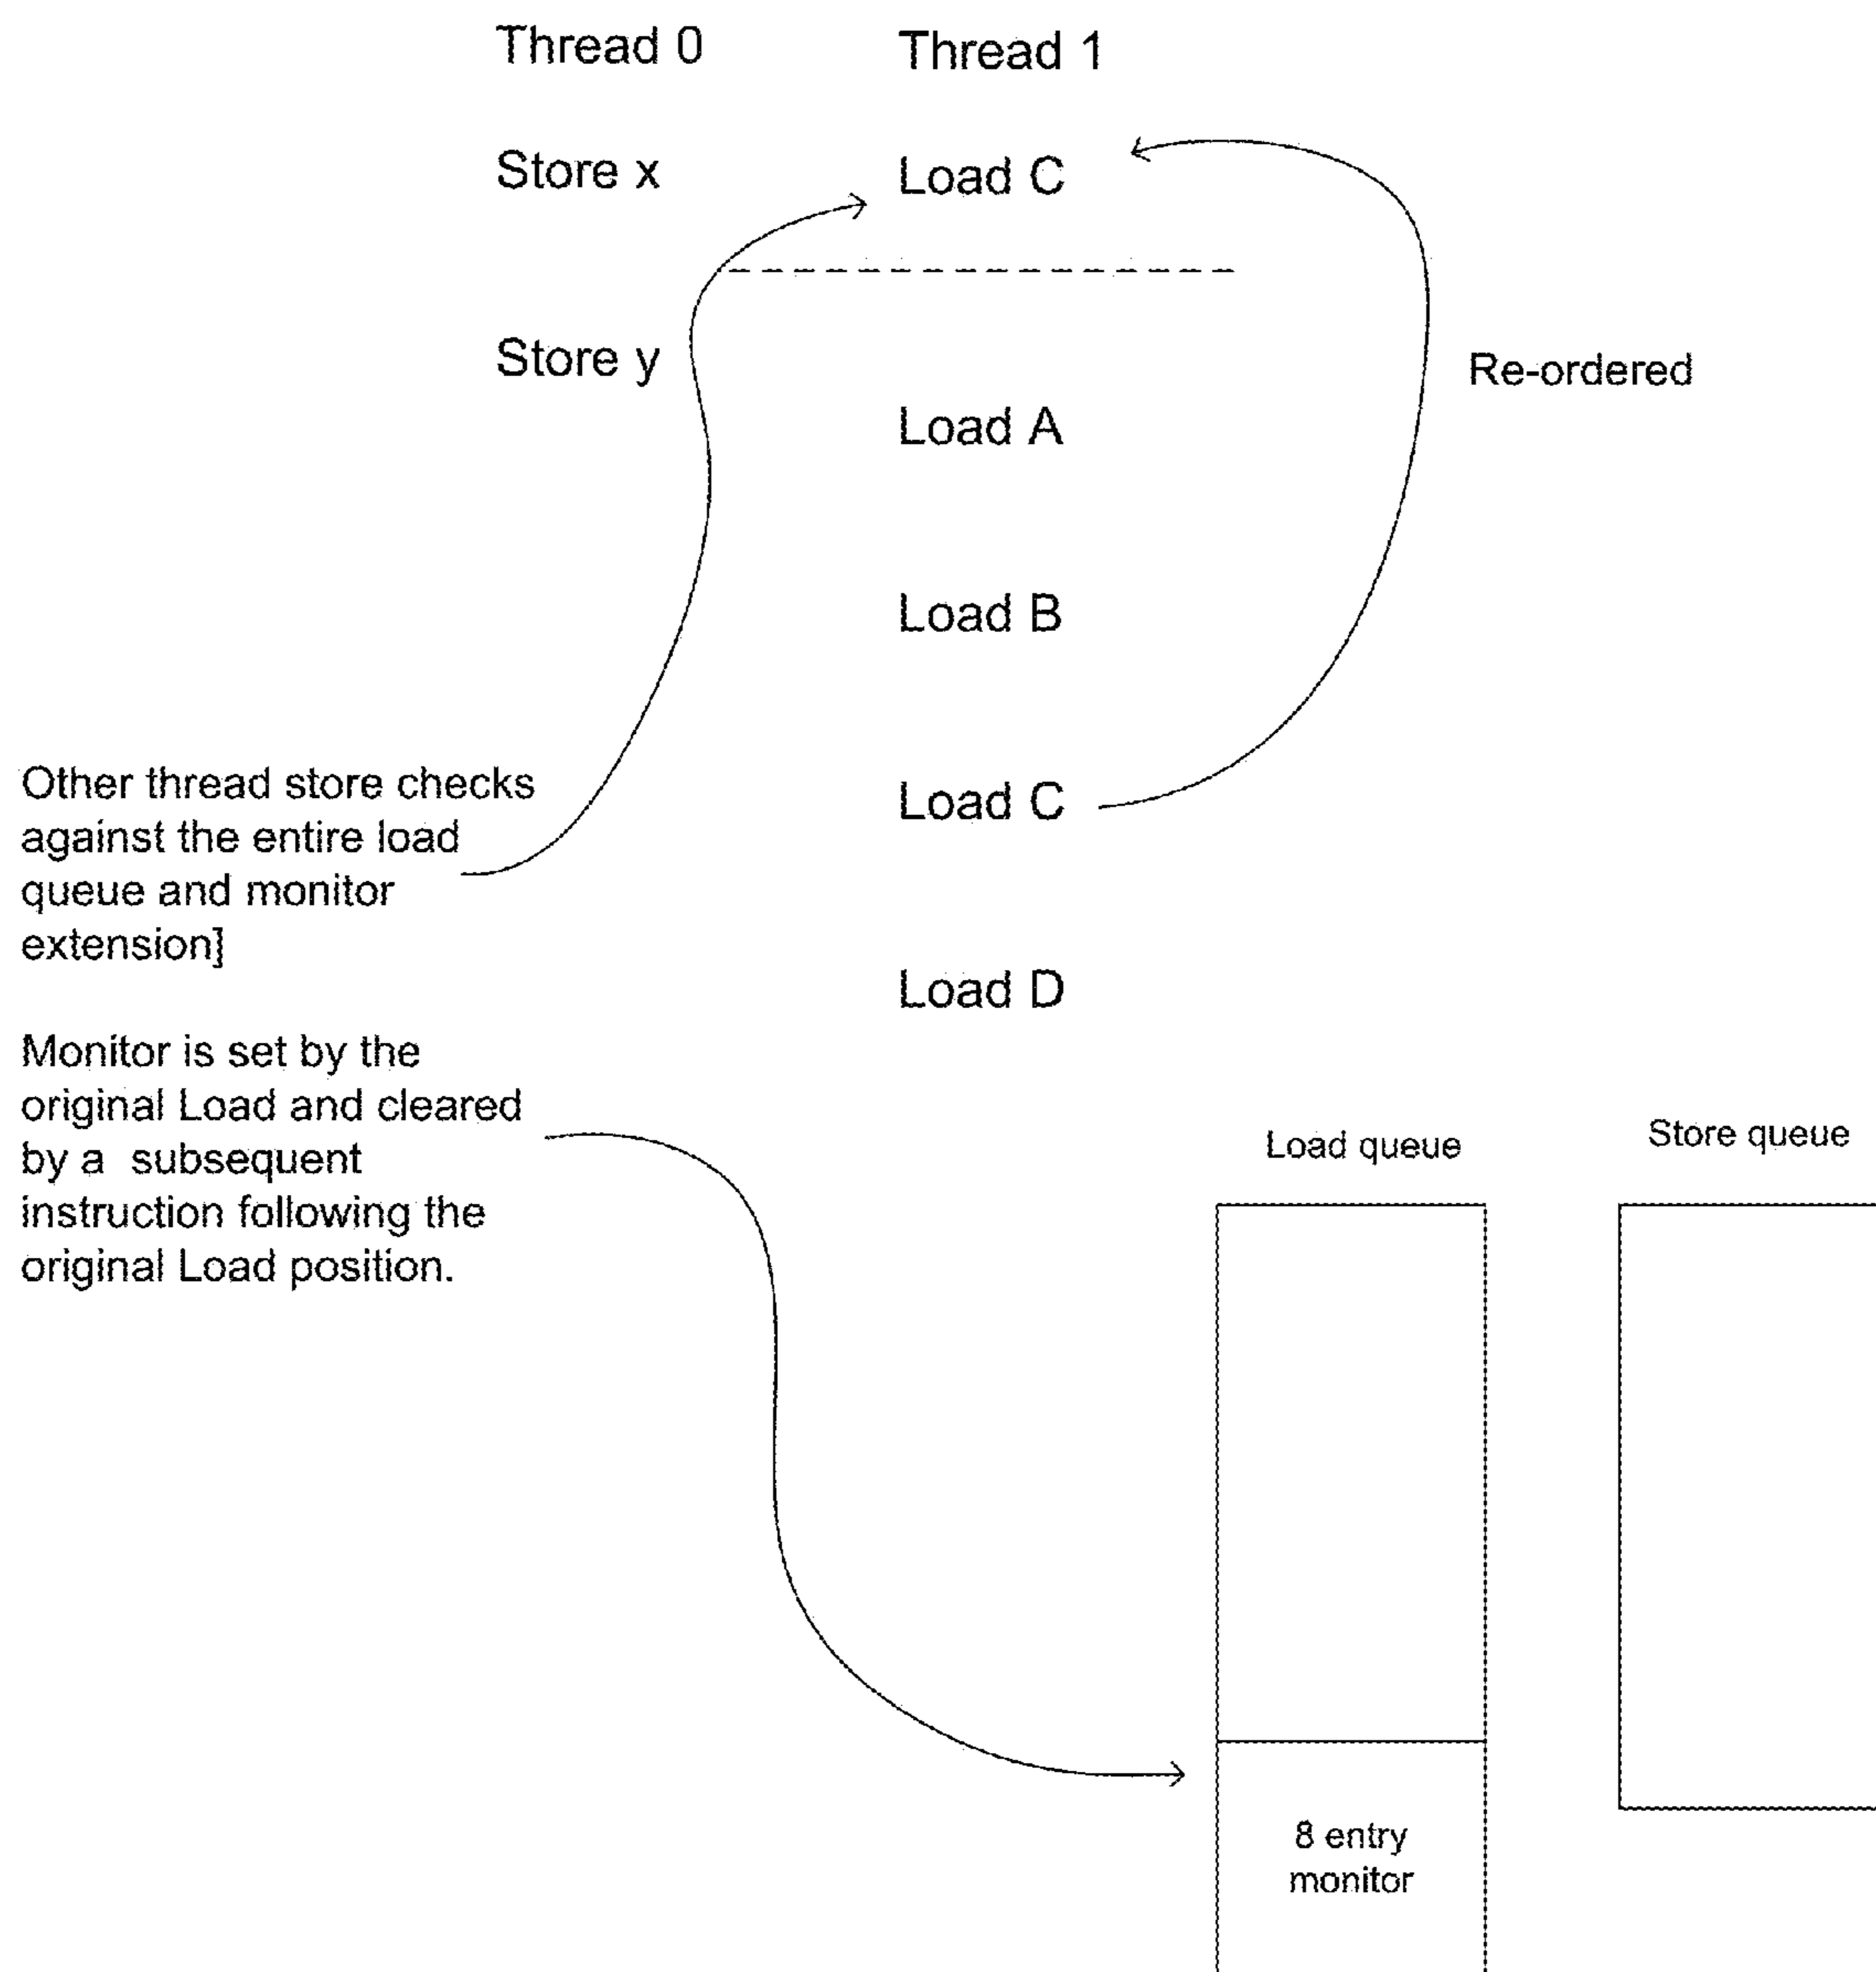 Thread 0
Thread 1
Store x
Load C
Store y
Re-ordered
Load A
Load B
Load C
Other thread store checks
against the entire load
queue and monitor
extension]
Load D
Monitor is set by the
original Load and cleared
by a subsequent
instruction following the
original Load position.
Load queue
Store queue
8 entry
monitor